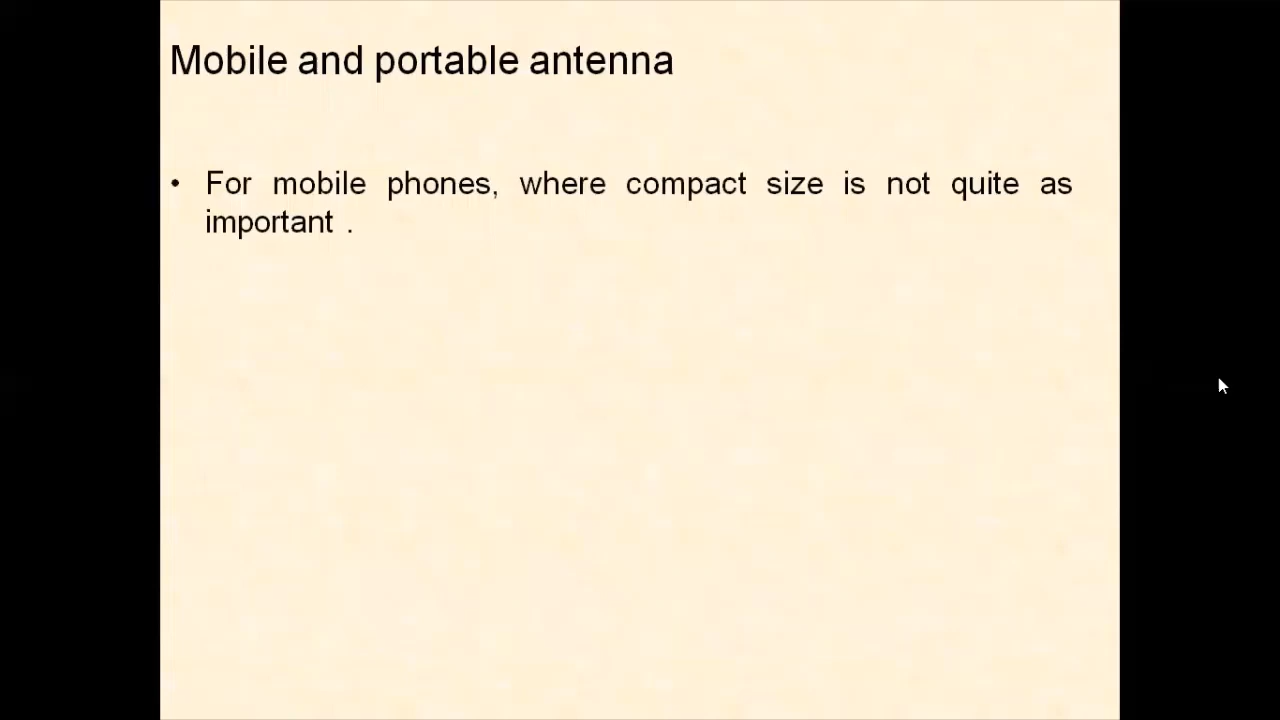 Mobile and portable antenna
• For mobile phones, where compact size is not quite as
important .